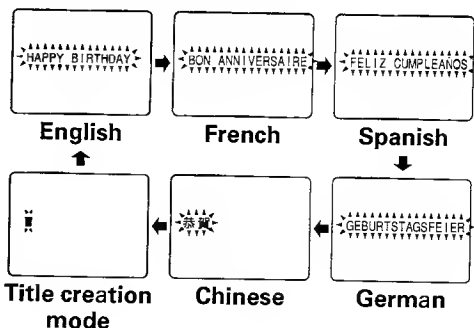 HAPPY BIRTHDAY
English
BON ANNIVERSAIRE
French
FELIZ CUMPLEAÑOS
Spanish
GEBURTSTAGSFEIER
German
恭賀
Chinese
Title creation
mode